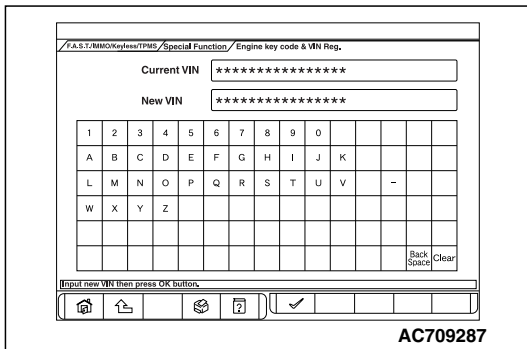 F.A.S.T./IMMO/Keyless/TPMS/Special Function/Engine key code & VIN Reg.
Current VIN ****************
New VIN ****************
1 2 3 4 5 6 7 8 9 0
A B C D E F G H I J K
L M N O P Q R S T U V –
W X Y Z
Back Space Clear
Input new VIN then press OK button.
?
AC709287